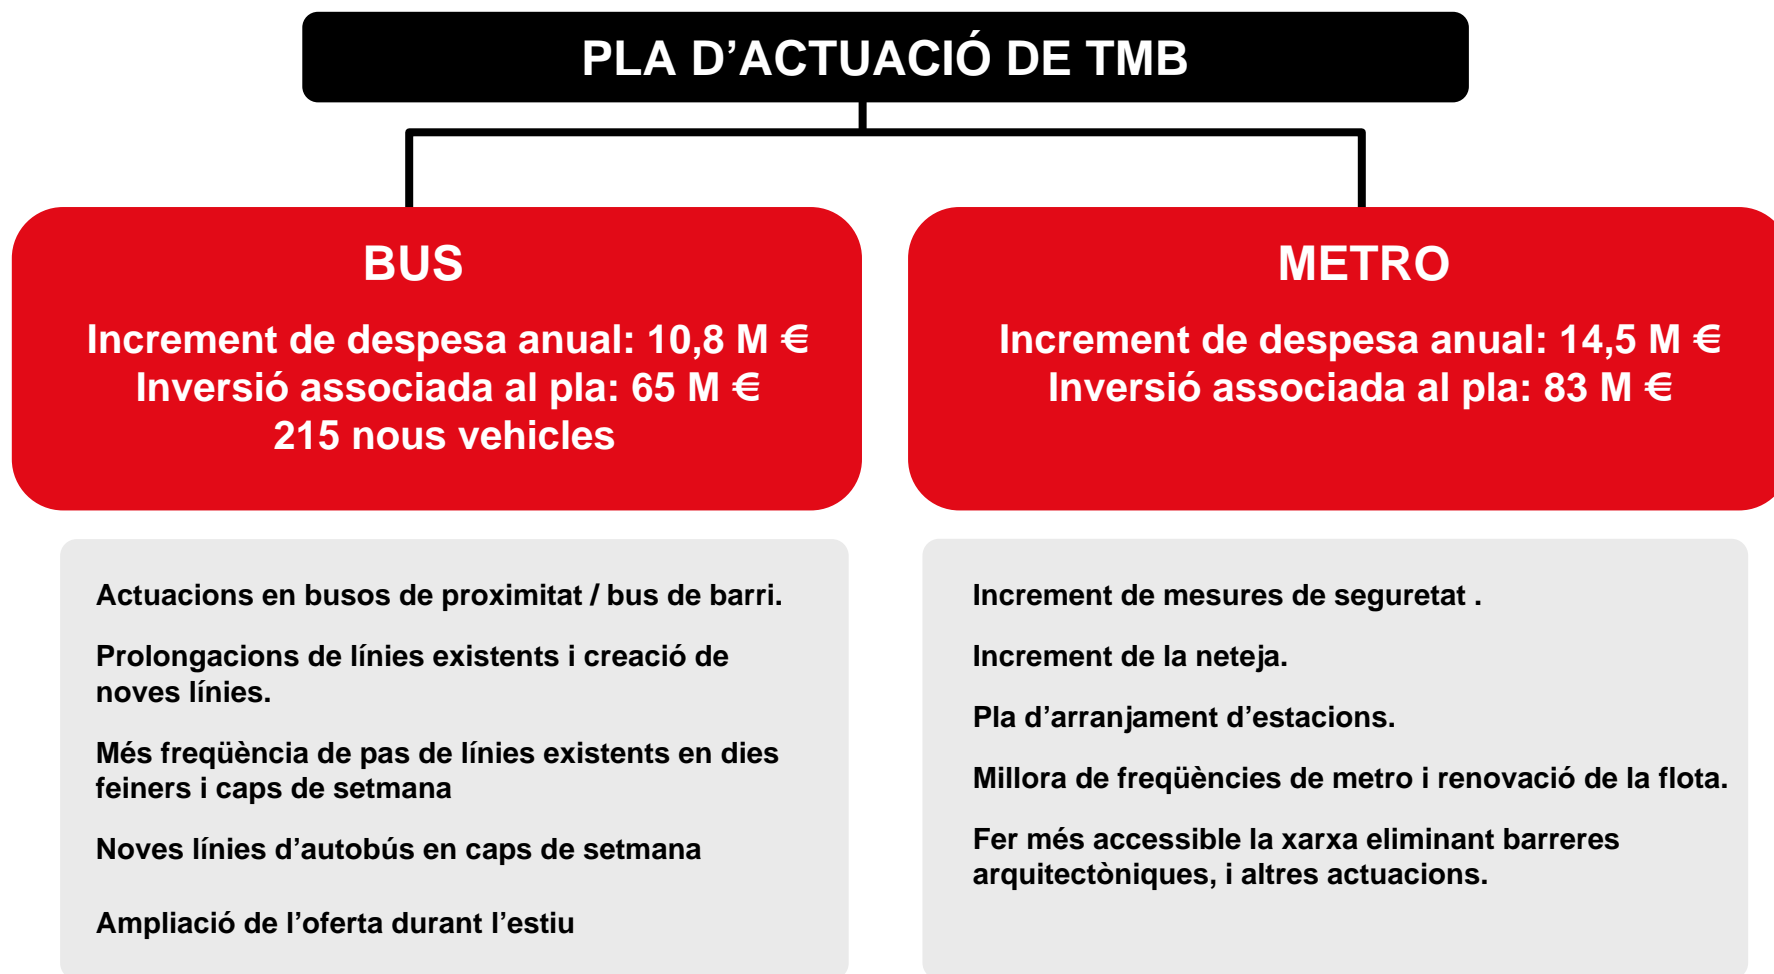 PLA D’ACTUACIÓ DE TMB
BUS
Increment de despesa anual: 10,8 M €
Inversió associada al pla: 65 M €
215 nous vehicles
METRO
Increment de despesa anual: 14,5 M €
Inversió associada al pla: 83 M €
Actuacions en busos de proximitat / bus de barri.
Prolongacions de línies existents i creació de
noves línies.
Més freqüència de pas de línies existents en dies
feiners i caps de setmana
Noves línies d’autobús en caps de setmana
Ampliació de l’oferta durant l’estiu
Increment de mesures de seguretat .
Increment de la neteja.
Pla d’arranjament d’estacions.
Millora de freqüències de metro i renovació de la flota.
Fer més accessible la xarxa eliminant barreres
arquitectòniques, i altres actuacions.